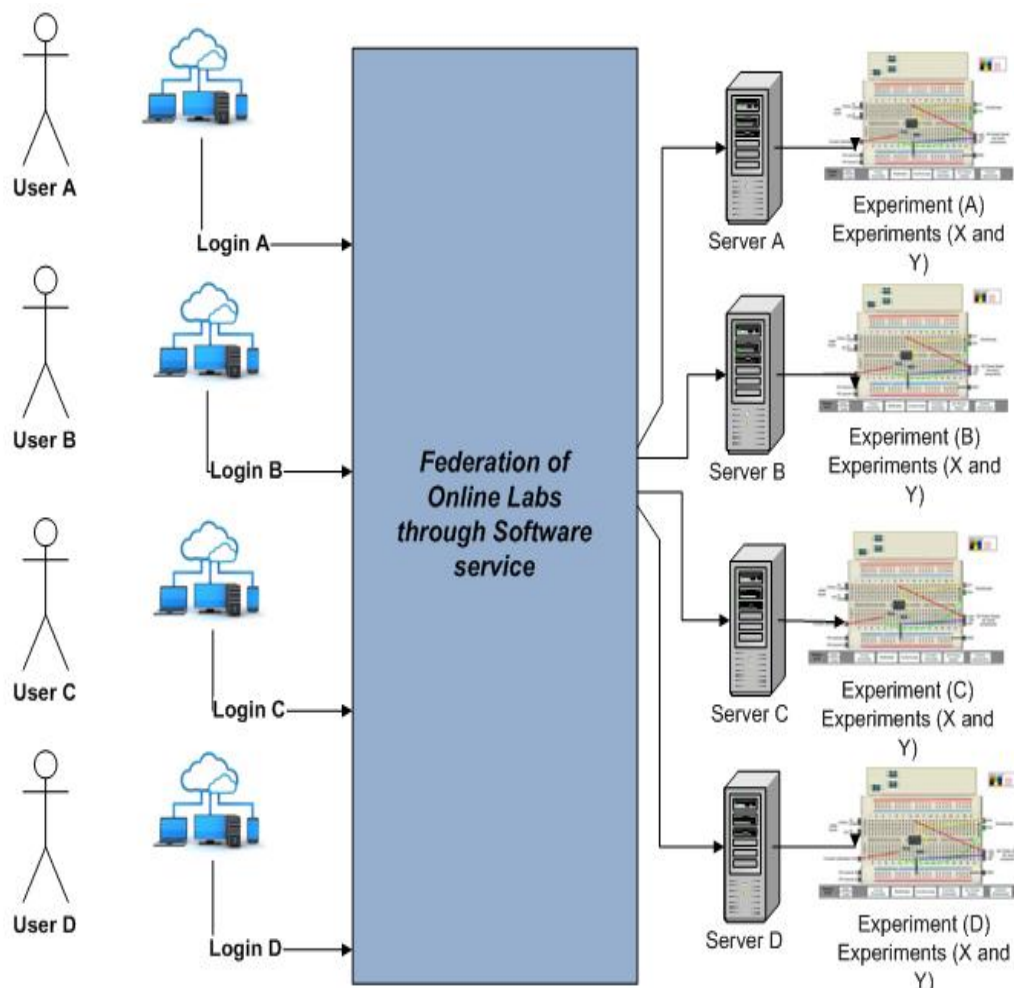 User A
Login A
User B
Login B
User C
Login C
User D
Login D
Federation of
Online Labs
through Software
service
Server A
Experiment (A)
Experiments (X and
Y)
Server B
Experiment (B)
Experiments (X and
Y)
Server C
Experiment (C)
Experiments (X and
Y)
Server D
Experiment (D)
Experiments (X and
Y)